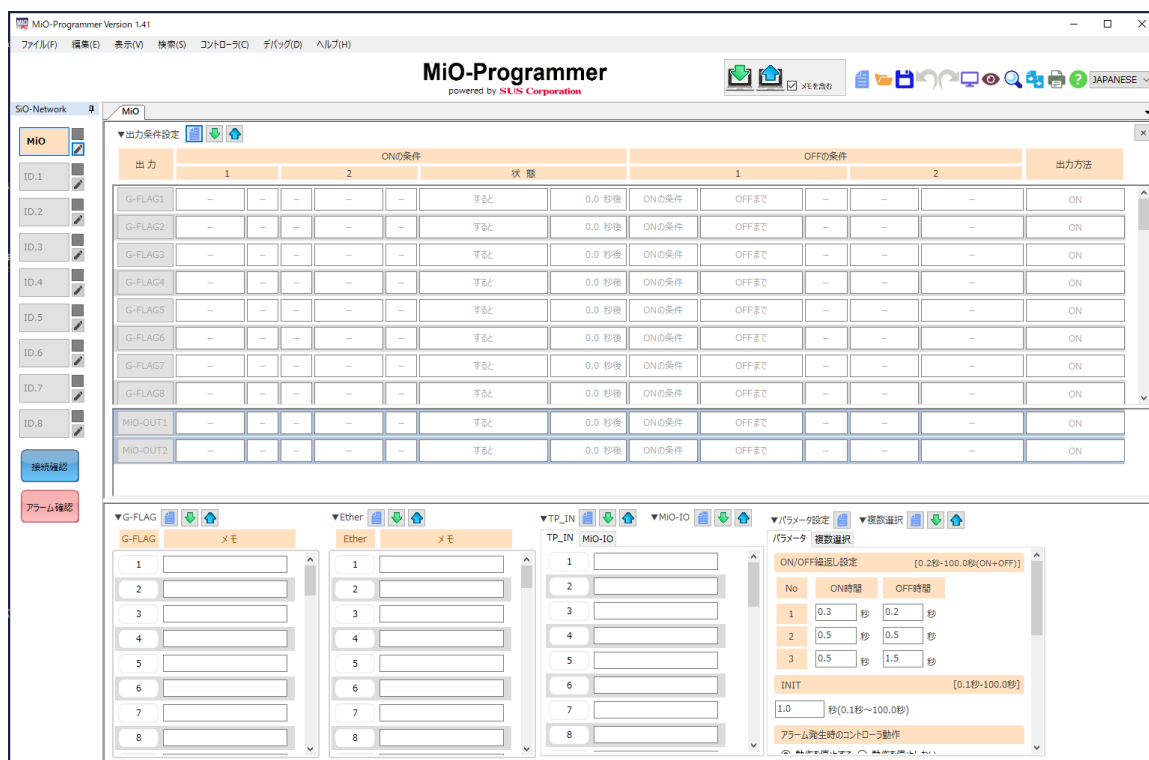 MiO-Programmer Version 1.41
ファイル(F) 編集(E) 表示(V) 検索(S) コントローラ(C) デバッグ(D) ヘルプ(H)
MiO-Programmer
powered by SUS Corporation
メモを含む
JAPANESE
SiO-Network
MiO
MiO
ID.1
ID.2
ID.3
ID.4
ID.5
ID.6
ID.7
ID.8
接続確認
アラーム確認
▼出力条件設定
出力 ONの条件 OFFの条件 出力方法
1 2 状態 1 2
G-FLAG1 － － － － － すると 0.0 秒後 ONの条件 OFFまで － － － ON
G-FLAG2 － － － － － すると 0.0 秒後 ONの条件 OFFまで － － － ON
G-FLAG3 － － － － － すると 0.0 秒後 ONの条件 OFFまで － － － ON
G-FLAG4 － － － － － すると 0.0 秒後 ONの条件 OFFまで － － － ON
G-FLAG5 － － － － － すると 0.0 秒後 ONの条件 OFFまで － － － ON
G-FLAG6 － － － － － すると 0.0 秒後 ONの条件 OFFまで － － － ON
G-FLAG7 － － － － － すると 0.0 秒後 ONの条件 OFFまで － － － ON
G-FLAG8 － － － － － すると 0.0 秒後 ONの条件 OFFまで － － － ON
MiO-OUT1 － － － － － すると 0.0 秒後 ONの条件 OFFまで － － － ON
MiO-OUT2 － － － － － すると 0.0 秒後 ONの条件 OFFまで － － － ON
▼G-FLAG
G-FLAG メモ
1
2
3
4
5
6
7
8
▼Ether
Ether メモ
1
2
3
4
5
6
7
8
▼TP_IN ▼MiO-IO
TP_IN MiO-IO
1
2
3
4
5
6
7
8
▼パラメータ設定 ▼複数選択
パラメータ 複数選択
ON/OFF繰返し設定 [0.2秒-100.0秒(ON+OFF)]
No ON時間 OFF時間
1 0.3 秒 0.2 秒
2 0.5 秒 0.5 秒
3 0.5 秒 1.5 秒
INIT [0.1秒-100.0秒]
1.0 秒(0.1秒～100.0秒)
アラーム発生時のコントローラ動作
動作を停止する 動作を停止しない